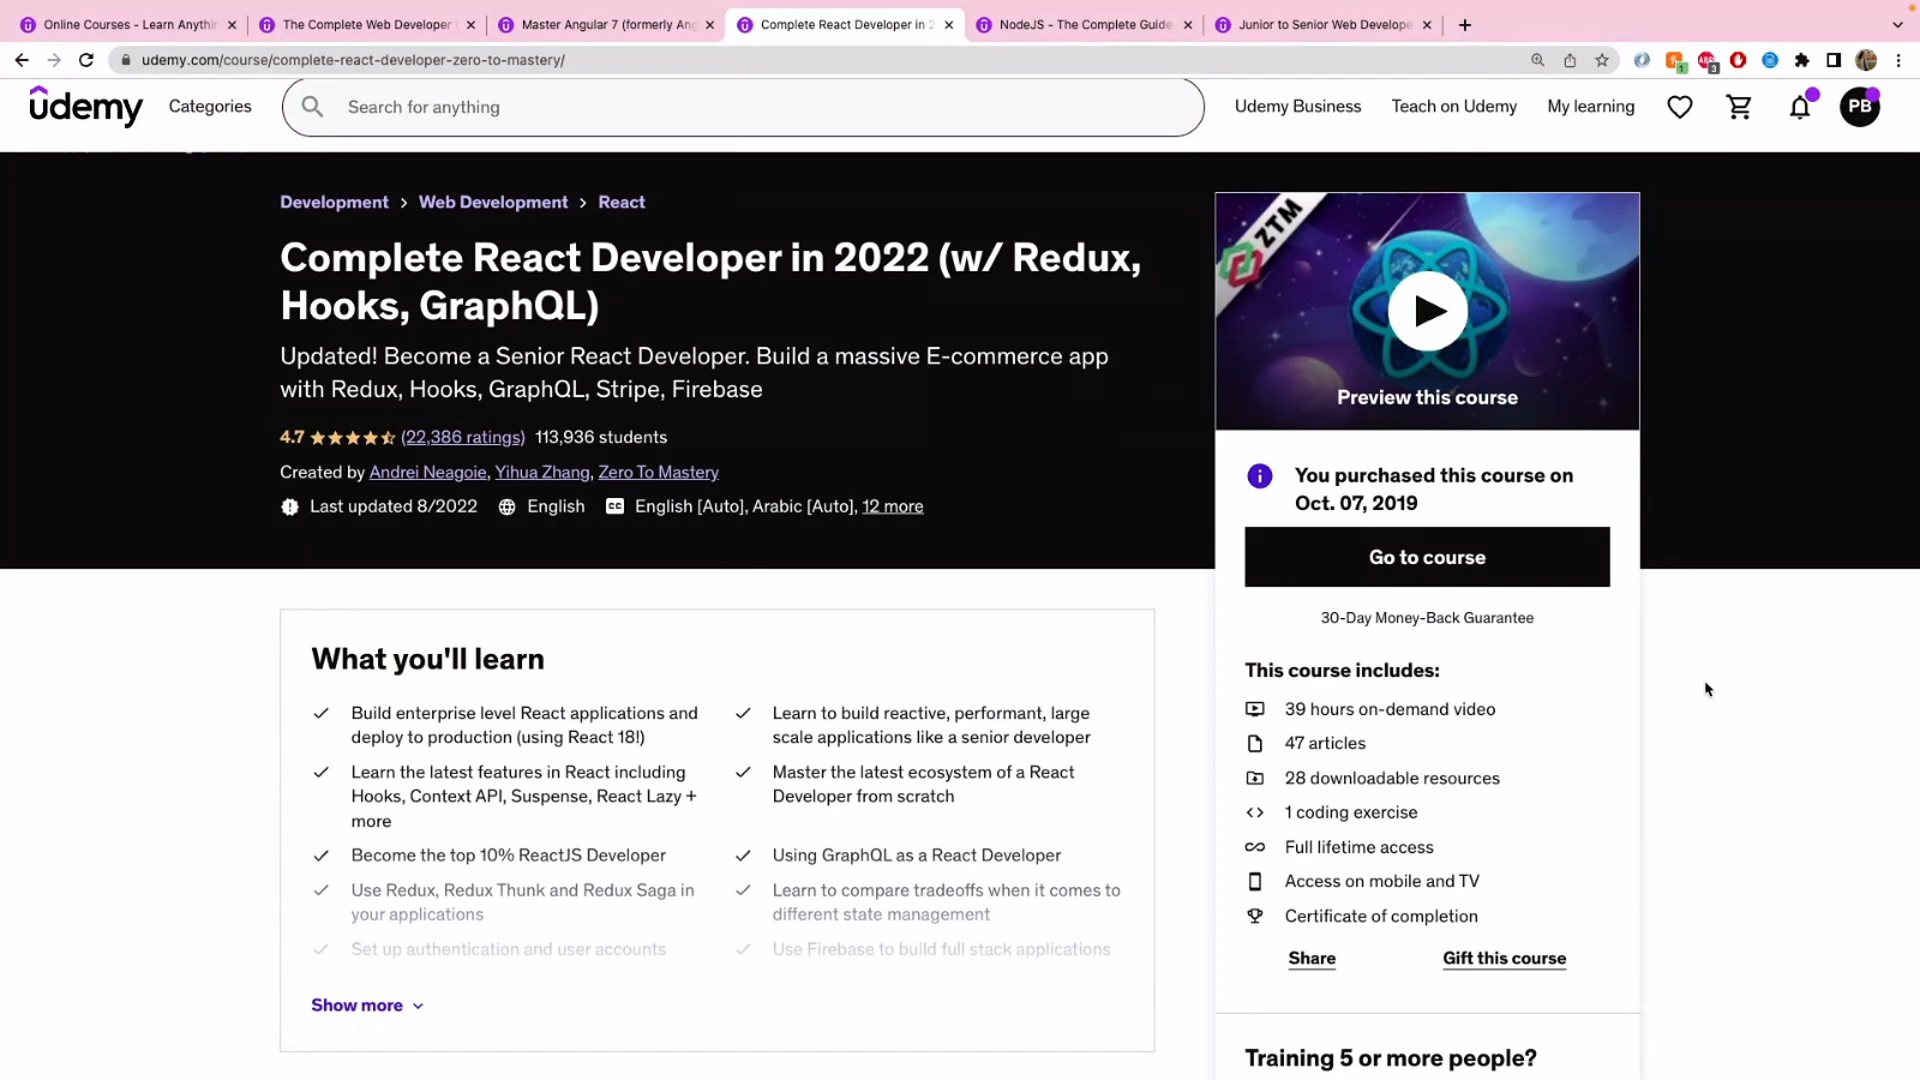 Online Courses - Learn Anythin
The Complete Web Developer
Master Angular 7 (formerly Ang
Complete React Developer in 2
NodeJS - The Complete Guide
Junior to Senior Web Develope
udemy.com/course/complete-react-developer-zero-to-mastery/
1
3
udemy
Categories
Search for anything
Udemy Business
Teach on Udemy
My learning
PB
Development > Web Development > React
Complete React Developer in 2022 (w/ Redux,
Hooks, GraphQL)
Updated! Become a Senior React Developer. Build a massive E-commerce app
with Redux, Hooks, GraphQL, Stripe, Firebase
4.7 (22,386 ratings) 113,936 students
Created by Andrei Neagoie, Yihua Zhang, Zero To Mastery
Last updated 8/2022 English CC English [Auto], Arabic [Auto], 12 more
ZTM
Preview this course
You purchased this course on
Oct. 07, 2019
Go to course
30-Day Money-Back Guarantee
This course includes:
39 hours on-demand video
47 articles
28 downloadable resources
1 coding exercise
Full lifetime access
Access on mobile and TV
Certificate of completion
Share
Gift this course
Training 5 or more people?
What you'll learn
Build enterprise level React applications and
deploy to production (using React 18!)
Learn to build reactive, performant, large
scale applications like a senior developer
Learn the latest features in React including
Hooks, Context API, Suspense, React Lazy +
more
Master the latest ecosystem of a React
Developer from scratch
Become the top 10% ReactJS Developer
Using GraphQL as a React Developer
Use Redux, Redux Thunk and Redux Saga in
your applications
Learn to compare tradeoffs when it comes to
different state management
Set up authentication and user accounts
Use Firebase to build full stack applications
Show more